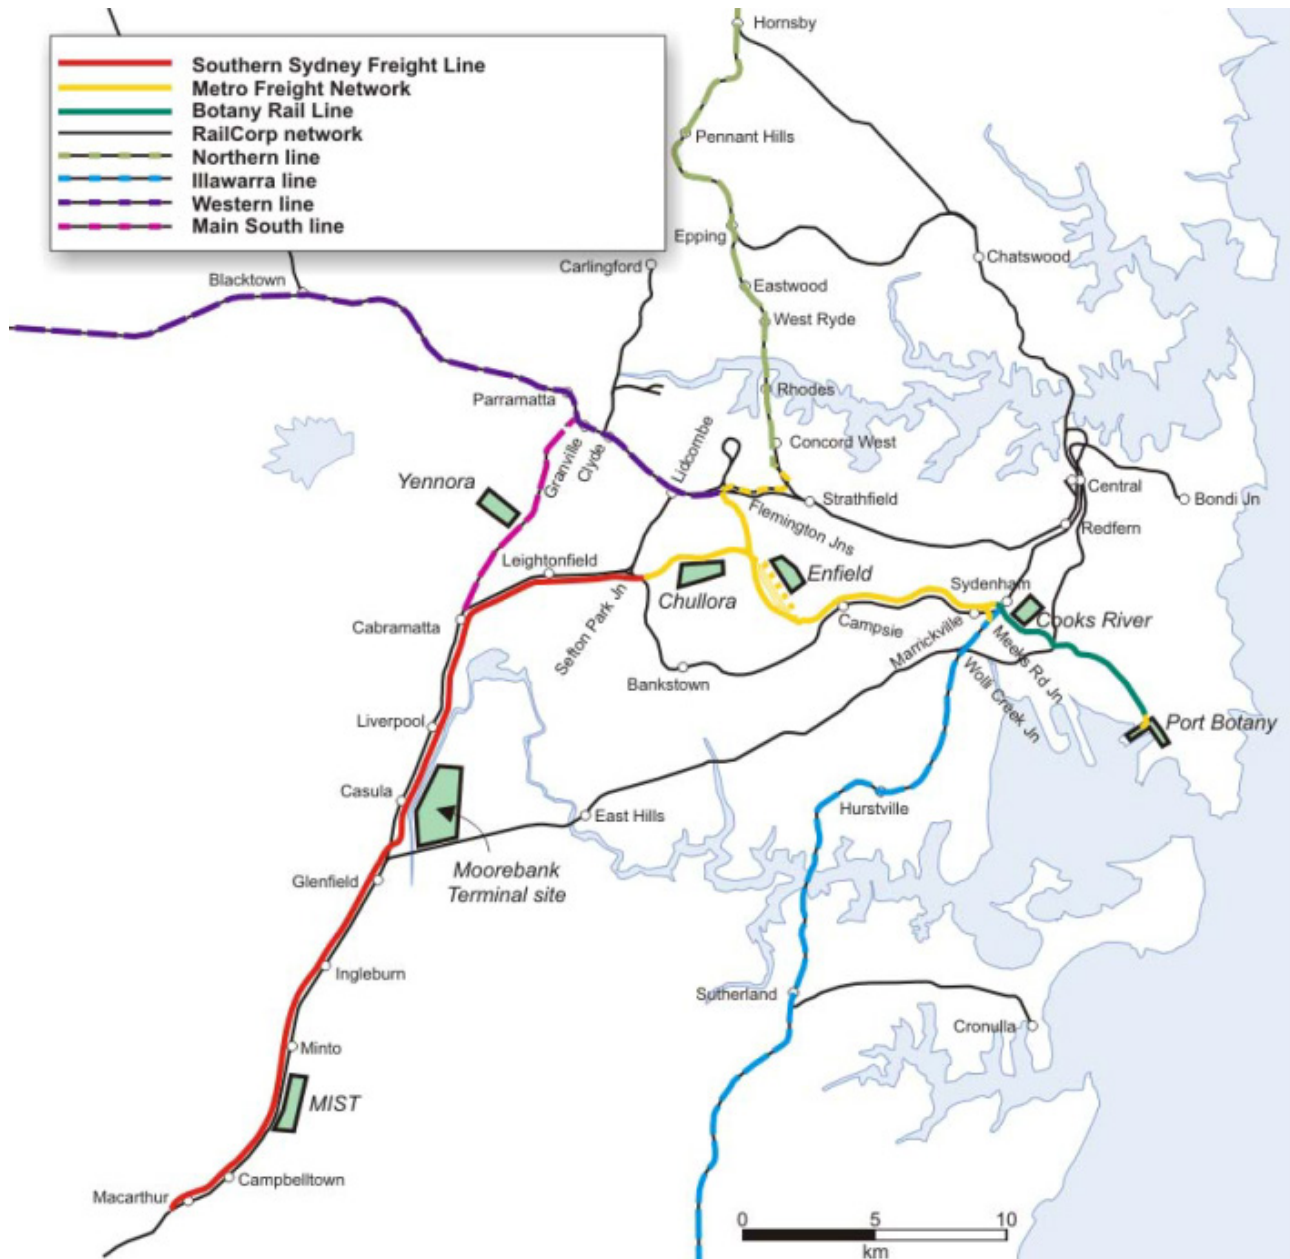 Hornsby
Southern Sydney Freight Line
Metro Freight Network
Botany Rail Line
RailCorp network
Northern line
Illawarra line
Western line
Main South line
Pennant Hills
Epping
Chatswood
Carlingford
Blacktown
Eastwood
West Ryde
Rhodes
Parramatta
Granville
Clyde
Lidcombe
Concord West
Yennora
Strathfield
Central
Bondi Jn
Flemington Jns
Redfern
Leightonfield
Enfield
Chullora
Sydenham
Cabramatta
Sefton Park Jn
Campsie
Marrickville
Cooks River
Meeks Rd Jn
Bankstown
Wolli Creek Jn
Liverpool
Port Botany
Casula
East Hills
Hurstville
Moorebank
Terminal site
Glenfield
Ingleburn
Sutherland
Cronulla
Minto
MIST
Campbelltown
Macarthur
0 5 10
km